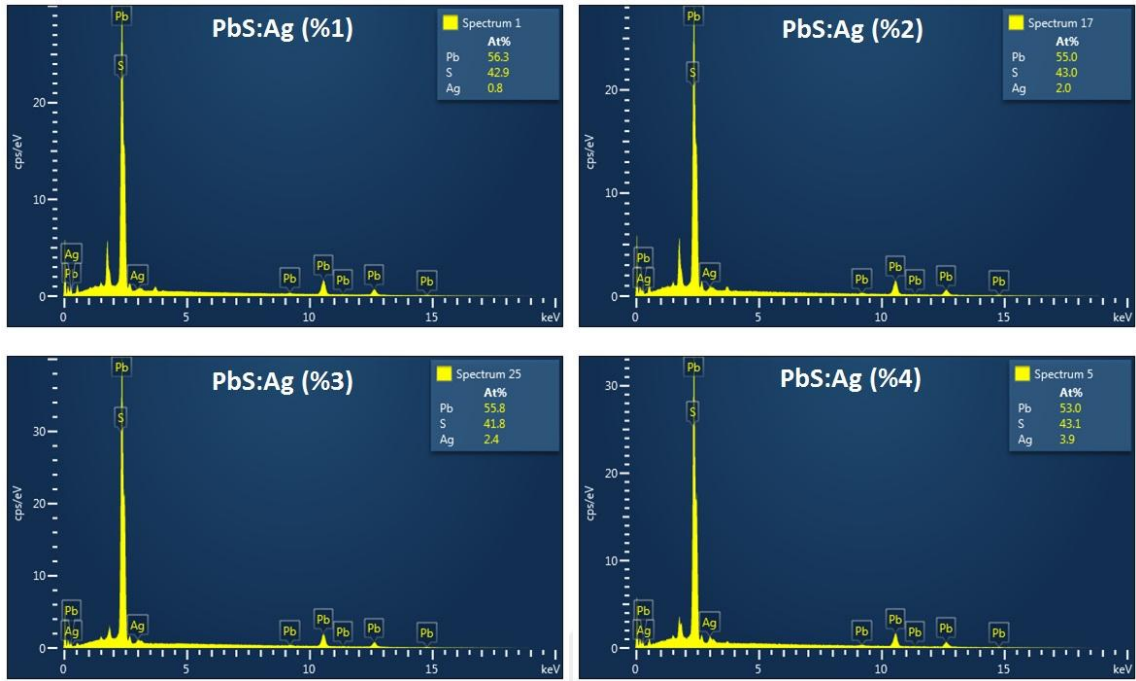 PbS:Ag (%1)
Spectrum 1
At%
Pb 56.3
S 42.9
Ag 0.8
Pb
S
20
10
0
cps/eV
Ag
Pb
Ag
Pb
Pb
Pb
Pb
Pb
0 5 10 15 keV
PbS:Ag (%2)
Spectrum 17
At%
Pb 55.0
S 43.0
Ag 2.0
Pb
S
20
10
0
cps/eV
Pb
Ag
Ag
Pb
Pb
Pb
Pb
Pb
0 5 10 15 keV
PbS:Ag (%3)
Spectrum 25
At%
Pb 55.8
S 41.8
Ag 2.4
Pb
S
30
20
10
0
cps/eV
Pb
Ag
Ag
Pb
Pb
Pb
Pb
Pb
0 5 10 15 keV
PbS:Ag (%4)
Spectrum 5
At%
Pb 53.0
S 43.1
Ag 3.9
Pb
S
30
20
10
0
cps/eV
Pb
Ag
Ag
Pb
Pb
Pb
Pb
Pb
0 5 10 15 keV